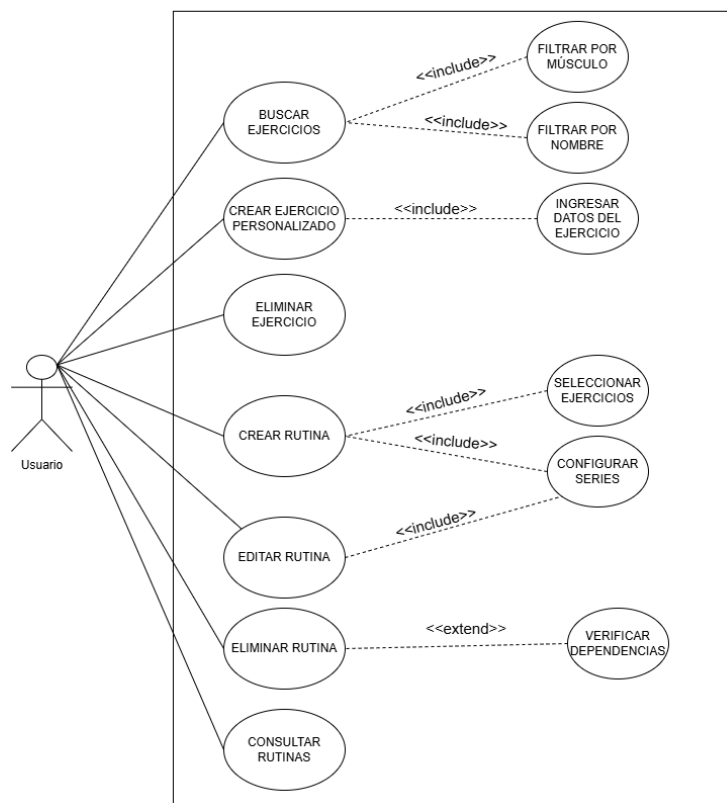 FILTRAR POR
MÚSCULO
<<include>>
BUSCAR
EJERCICIOS
<<include>>
FILTRAR POR
NOMBRE
CREAR EJERCICIO
PERSONALIZADO
<<include>>
INGRESAR
DATOS DEL
EJERCICIO
ELIMINAR
EJERCICIO
Usuario
SELECCIONAR
EJERCICIOS
<<include>>
CREAR RUTINA
<<include>>
CONFIGURAR
SERIES
<<include>>
EDITAR RUTINA
ELIMINAR RUTINA
<<extend>>
VERIFICAR
DEPENDENCIAS
CONSULTAR
RUTINAS